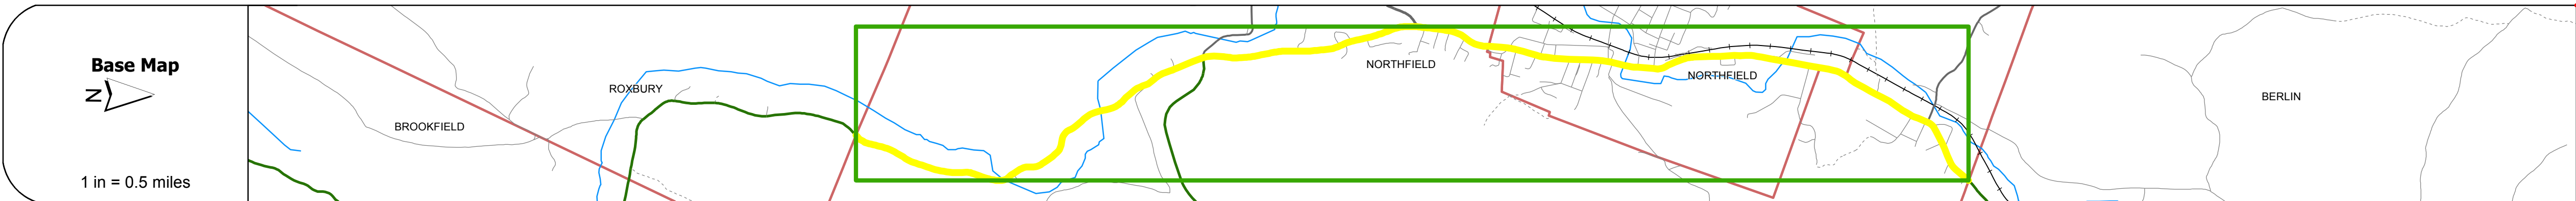 Base Map
N
1 in = 0.5 miles
BROOKFIELD
ROXBURY
NORTHFIELD
NORTHFIELD
BERLIN